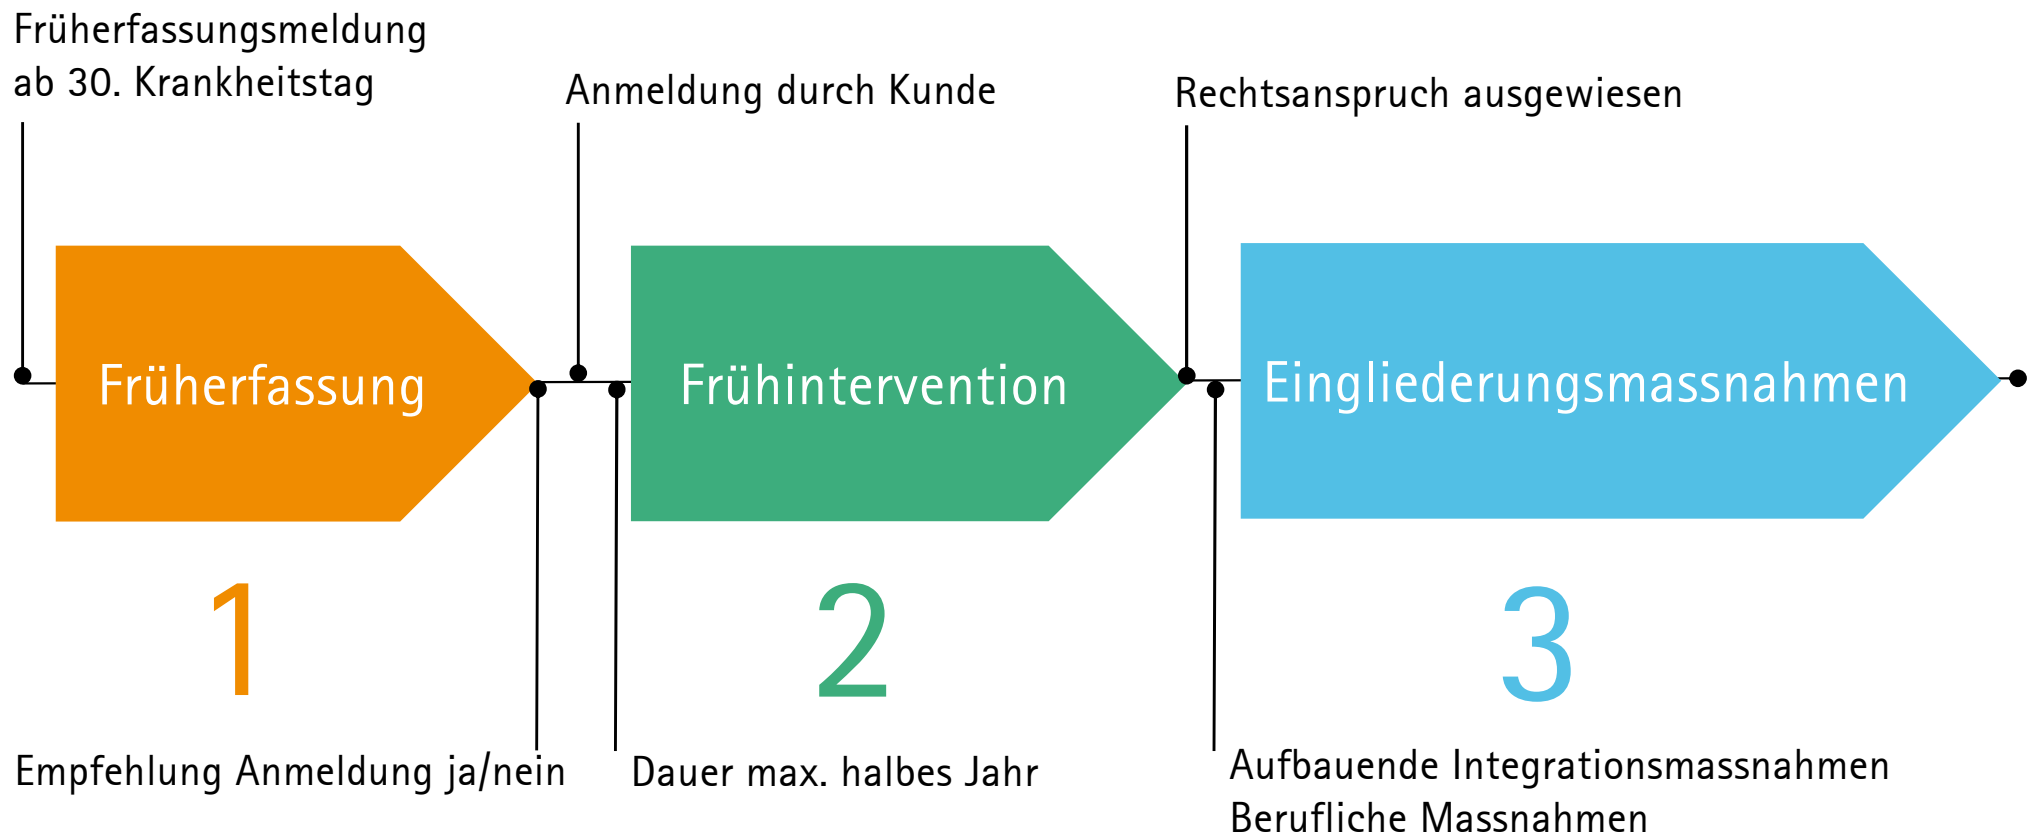 Früherfassungsmeldung
ab 30. Krankheitstag
Anmeldung durch Kunde
Rechtsanspruch ausgewiesen
Früherfassung
Frühintervention
Eingliederungsmassnahmen
1
2
3
Empfehlung Anmeldung ja/nein
Dauer max. halbes Jahr
Aufbauende Integrationsmassnahmen
Berufliche Massnahmen